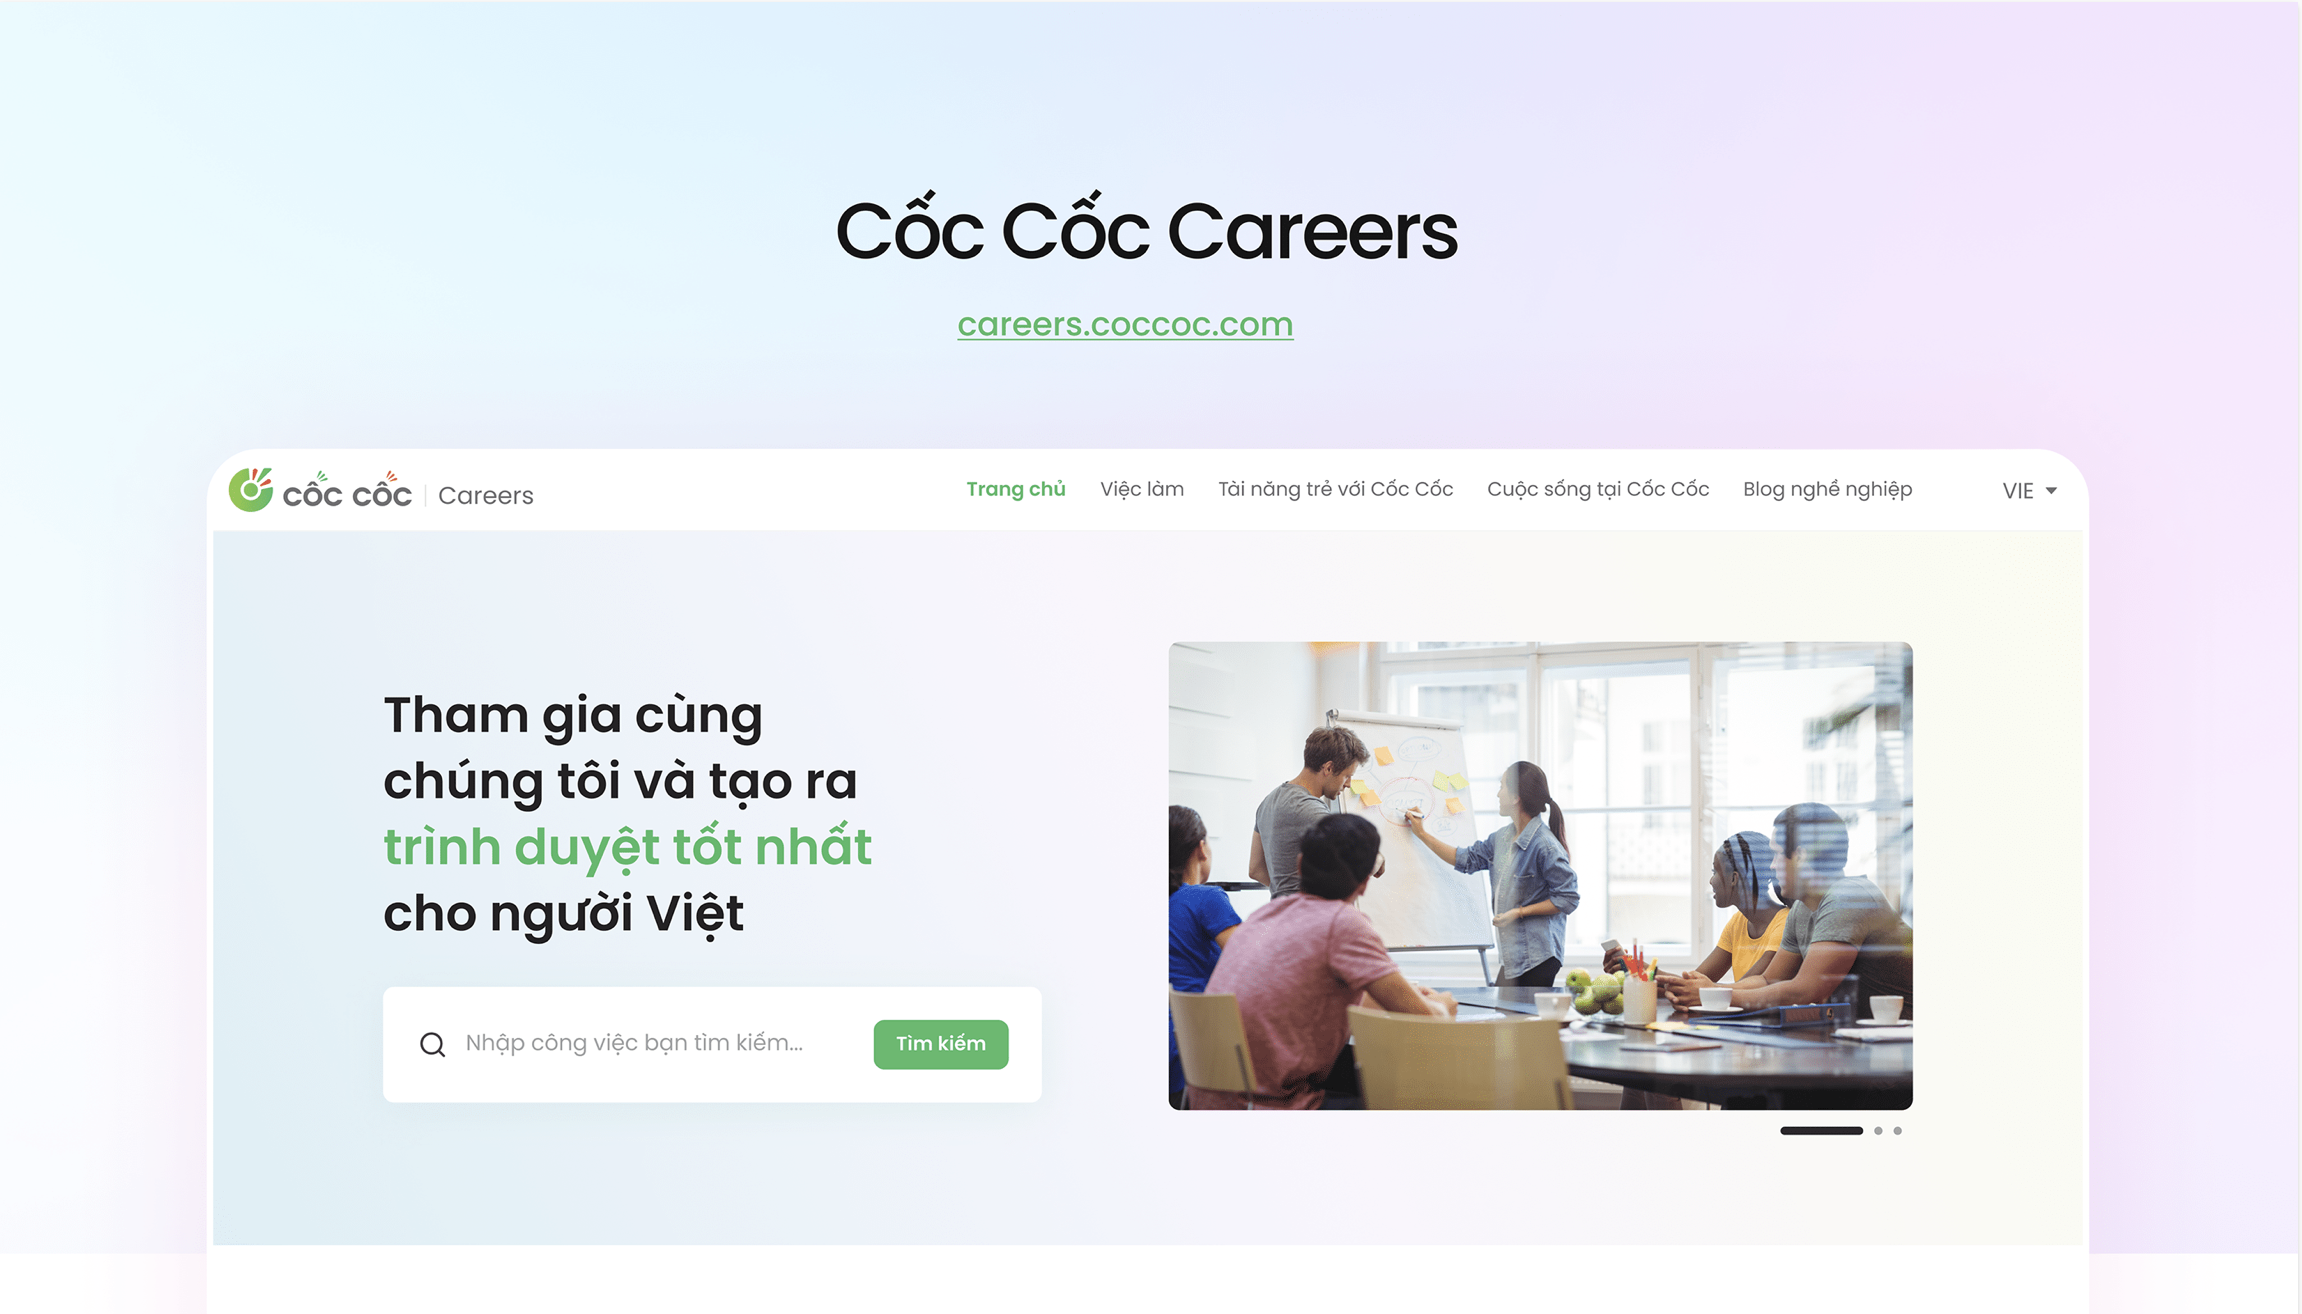 Cốc Cốc Careers
careers.coccoc.com
cốc cốc | Careers
Trang chủ
Việc làm
Tài năng trẻ với Cốc Cốc
Cuộc sống tại Cốc Cốc
Blog nghề nghiệp
VIE
Tham gia cùng
chúng tôi và tạo ra
trình duyệt tốt nhất
cho người Việt
Nhập công việc bạn tìm kiếm...
Tìm kiếm